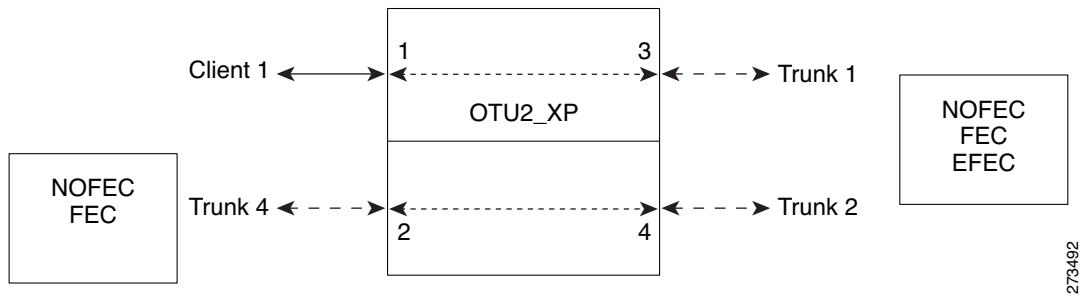 1
3
Client 1
Trunk 1
OTU2_XP
NOFEC
FEC
EFEC
NOFEC
FEC
Trunk 4
Trunk 2
2
4
273492